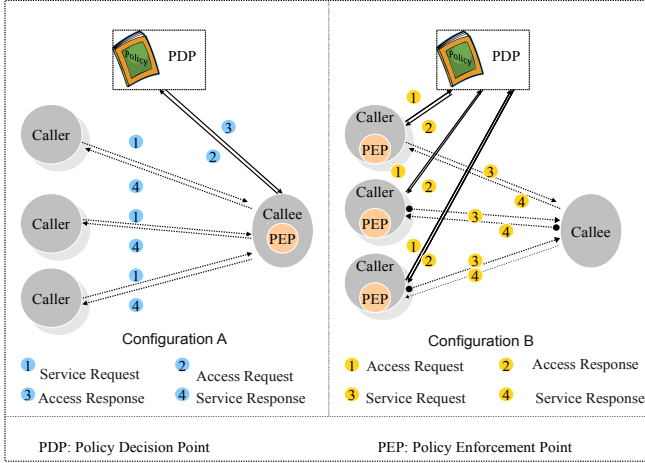 Policy
PDP
3
2
Caller
1
4
Caller
1
4
Callee
PEP
Caller
1
4
Configuration A
1 Service Request
2 Access Request
3 Access Response
4 Service Response
Policy
PDP
1
2
Caller
PEP
3
4
1
2
Caller
PEP
3
4
Callee
1
2
Caller
PEP
3
4
Configuration B
1 Access Request
2 Access Response
3 Service Request
4 Service Response
PDP: Policy Decision Point
PEP: Policy Enforcement Point